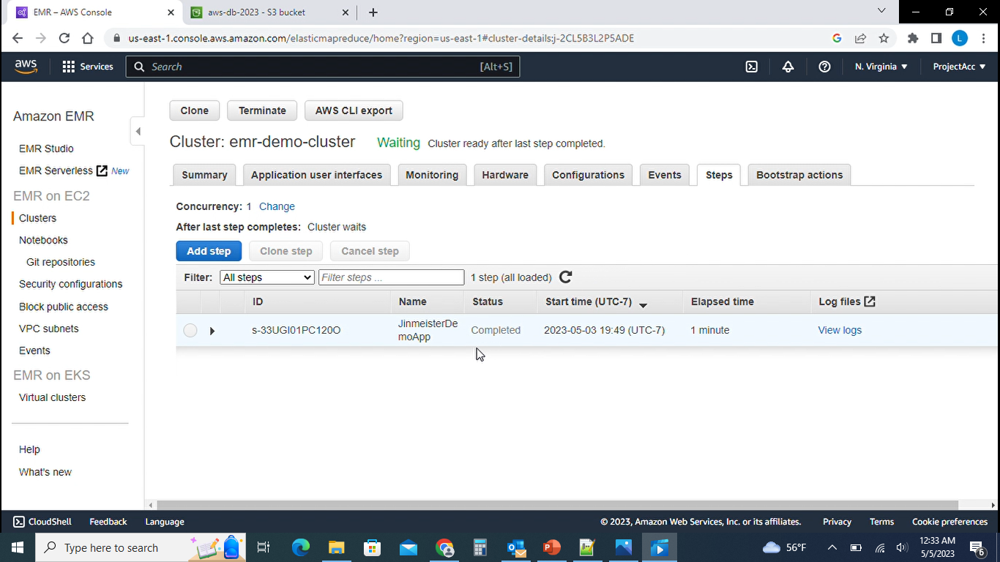 EMR – AWS Console
aws-db-2023 - S3 bucket
us-east-1.console.aws.amazon.com/elasticmapreduce/home?region=us-east-1#cluster-details:j-2CL5B3L2P5ADE
L
aws
Services
Search
[Alt+S]
N. Virginia
ProjectAcc
Amazon EMR
EMR Studio
EMR Serverless New
EMR on EC2
Clusters
Notebooks
Git repositories
Security configurations
Block public access
VPC subnets
Events
EMR on EKS
Virtual clusters
Help
What's new
Clone Terminate AWS CLI export
Cluster: emr-demo-cluster Waiting Cluster ready after last step completed.
Summary Application user interfaces Monitoring Hardware Configurations Events Steps Bootstrap actions
Concurrency: 1 Change
After last step completes: Cluster waits
Add step Clone step Cancel step
Filter: All steps Filter steps ... 1 step (all loaded)
ID Name Status Start time (UTC-7) Elapsed time Log files
s-33UGI01PC120O JinmeisterDe Completed 2023-05-03 19:49 (UTC-7) 1 minute View logs
moApp
CloudShell Feedback Language © 2023, Amazon Web Services, Inc. or its affiliates. Privacy Terms Cookie preferences
Type here to search
56°F
12:33 AM
5/5/2023
6